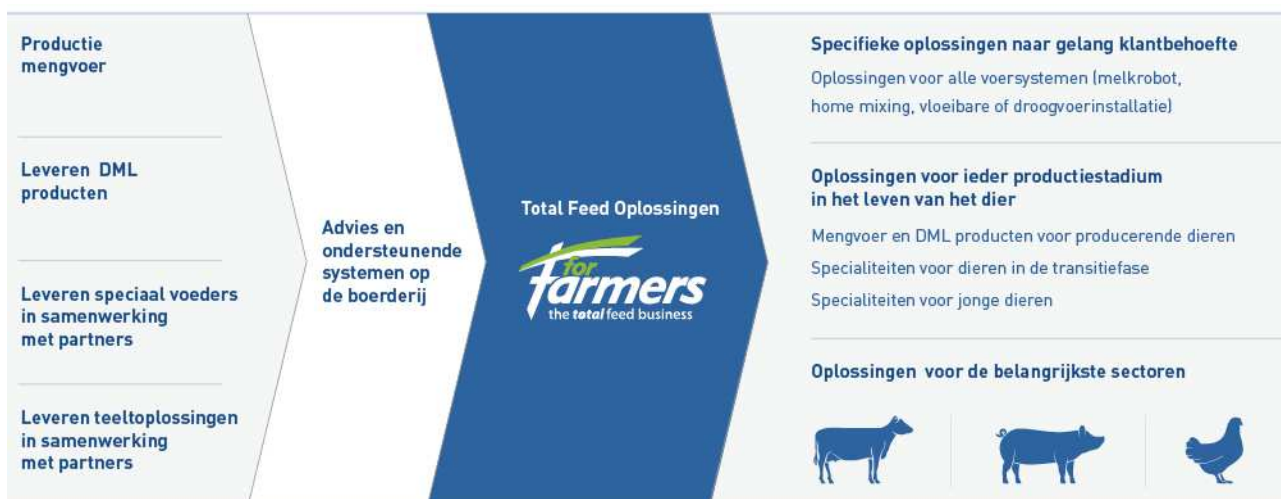 Productie
mengvoer
Leveren DML
producten
Leveren speciaal voeders
in samenwerking
met partners
Leveren teeltoplossingen
in samenwerking
met partners
Advies en
ondersteunende
systemen op
de boerderij
Total Feed Oplossingen
for
farmers
the total feed business
Specifieke oplossingen naar gelang klantbehoefte
Oplossingen voor alle voersystemen (melkrobot,
home mixing, vloeibare of droogvoerinstallatie)
Oplossingen voor ieder productiestadium
in het leven van het dier
Mengvoer en DML producten voor producerende dieren
Specialiteiten voor dieren in de transitiefase
Specialiteiten voor jonge dieren
Oplossingen voor de belangrijkste sectoren